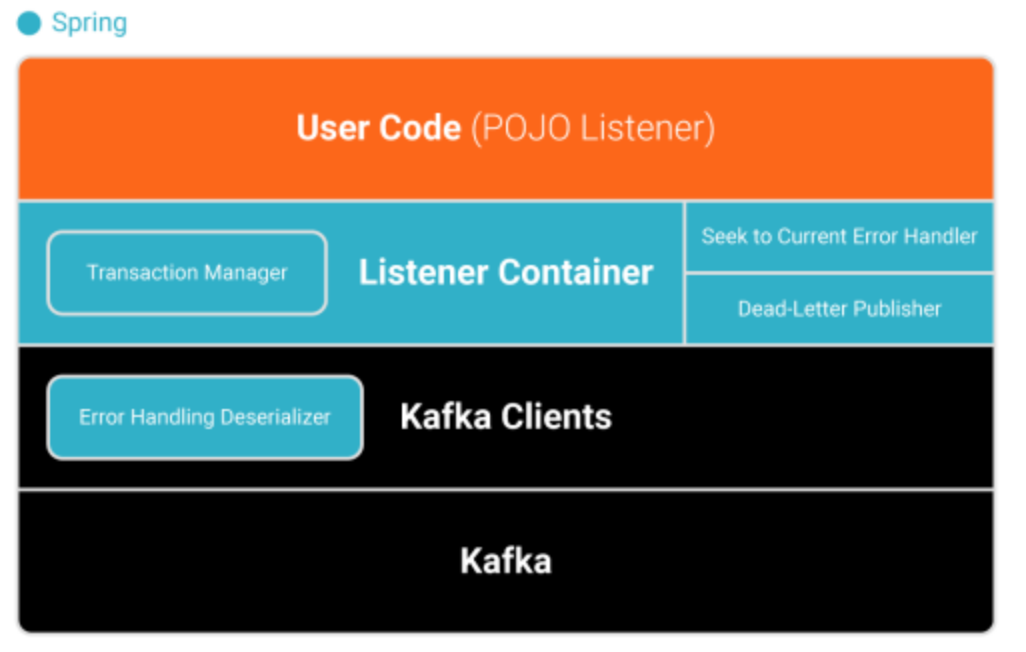 Spring
User Code (POJO Listener)
Transaction Manager
Listener Container
Seek to Current Error Handler
Dead-Letter Publisher
Error Handling Deserializer
Kafka Clients
Kafka